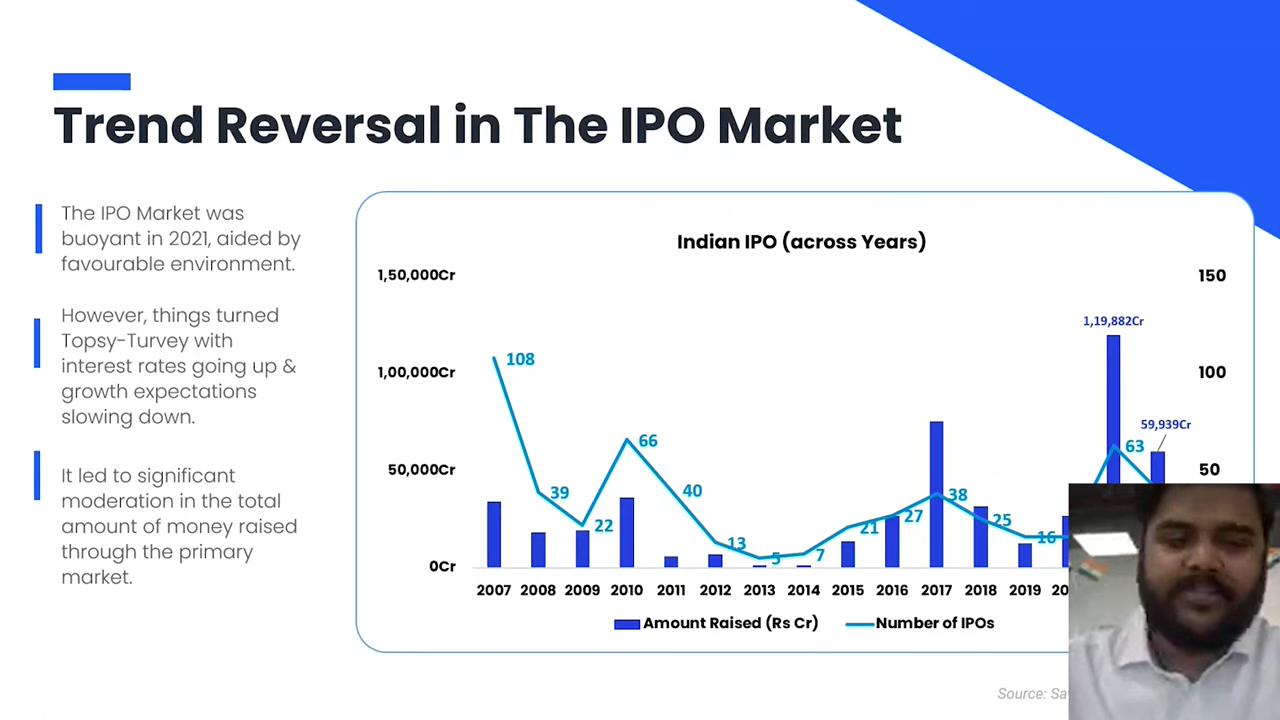 Trend Reversal in The IPO Market
The IPO Market was
buoyant in 2021, aided by
favourable environment.
However, things turned
Topsy-Turvey with
interest rates going up &
growth expectations
slowing down.
It led to significant
moderation in the total
amount of money raised
through the primary
market.
Indian IPO (across Years)
1,50,000Cr
1,00,000Cr
50,000Cr
0Cr
150
100
50
108
39
22
66
40
13
5
7
21
27
38
25
16
63
1,19,882Cr
59,939Cr
2007 2008 2009 2010 2011 2012 2013 2014 2015 2016 2017 2018 2019
Amount Raised (Rs Cr) Number of IPOs
Source: